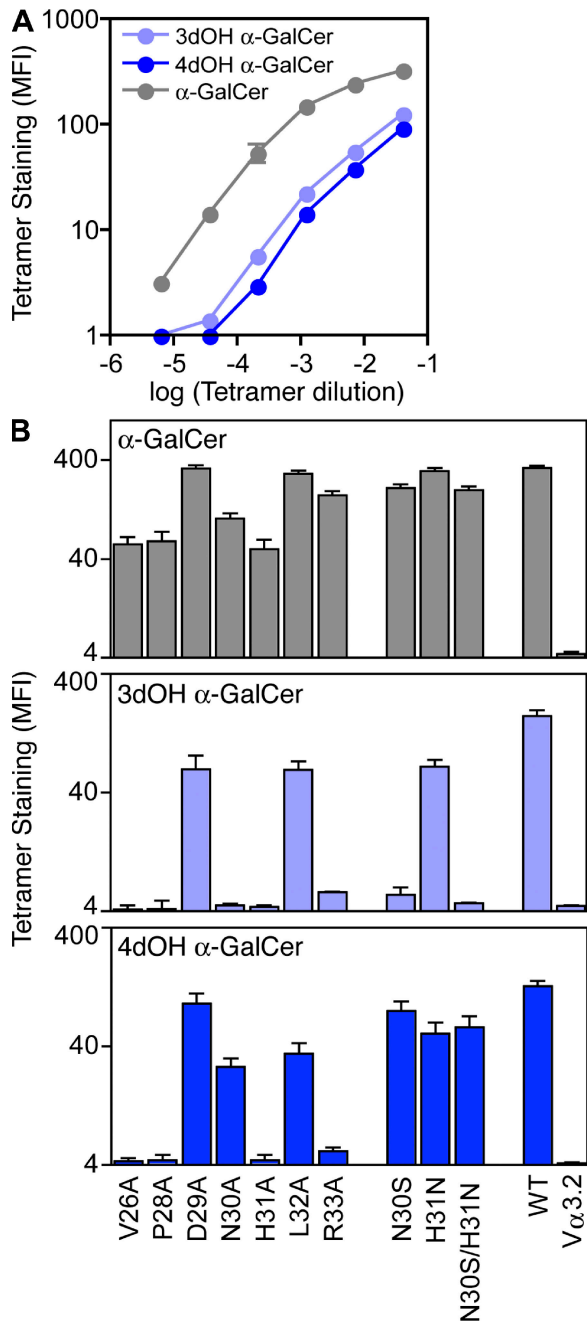 A
Tetramer Staining (MFI)
1000
100
10
1
3dOH α-GalCer
4dOH α-GalCer
α-GalCer
-6 -5 -4 -3 -2 -1
log (Tetramer dilution)
B
Tetramer Staining (MFI)
α-GalCer
400
40
4
3dOH α-GalCer
400
40
4
4dOH α-GalCer
400
40
4
V26A P28A D29A N30A H31A L32A R33A N30S H31N N30S/H31N WT Vα3.2